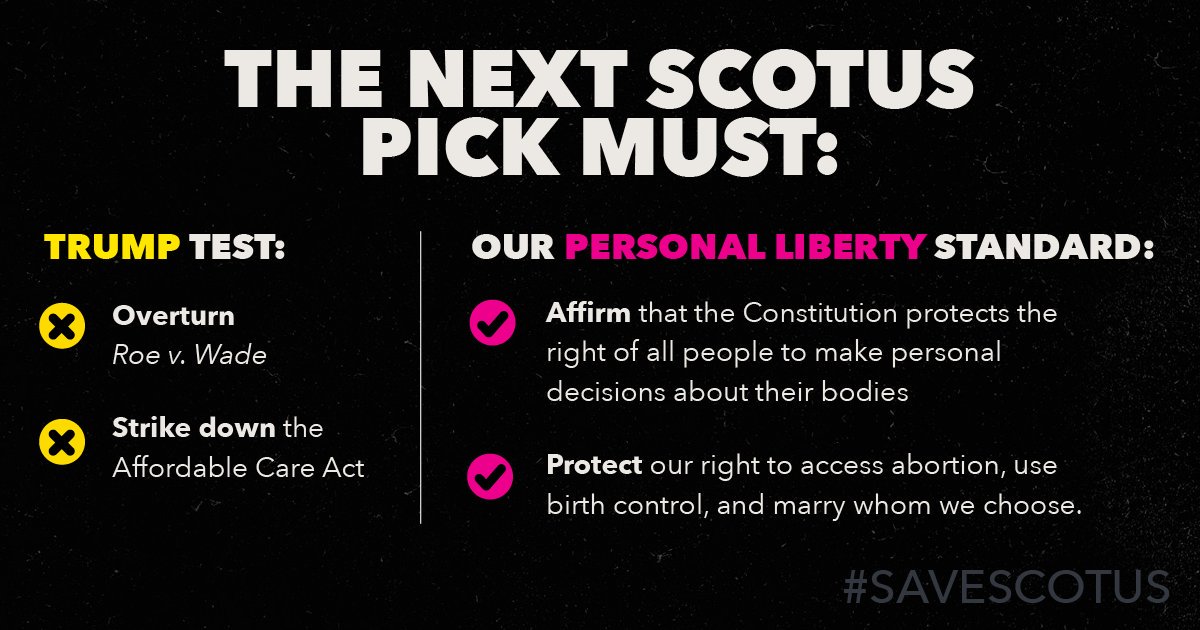 THE NEXT SCOTUS
PICK MUST:
TRUMP TEST:
Overturn
Roe v. Wade
Strike down the
Affordable Care Act
OUR PERSONAL LIBERTY STANDARD:
Affirm that the Constitution protects the
right of all people to make personal
decisions about their bodies
Protect our right to access abortion, use
birth control, and marry whom we choose.
#SAVESCOTUS